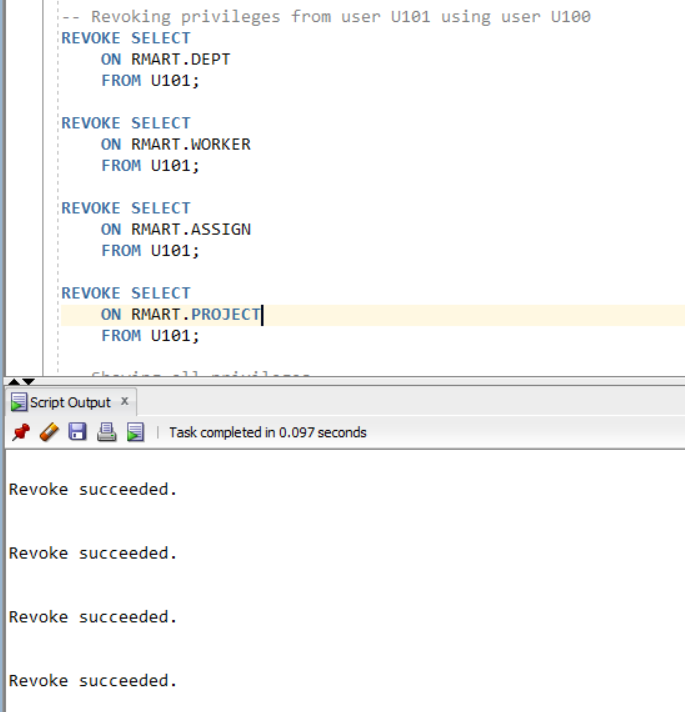 -- Revoking privileges from user U101 using user U100
REVOKE SELECT
ON RMART.DEPT
FROM U101;
REVOKE SELECT
ON RMART.WORKER
FROM U101;
REVOKE SELECT
ON RMART.ASSIGN
FROM U101;
REVOKE SELECT
ON RMART.PROJECT
FROM U101;
Showing all privileges
Script Output x
Task completed in 0.097 seconds
Revoke succeeded.
Revoke succeeded.
Revoke succeeded.
Revoke succeeded.